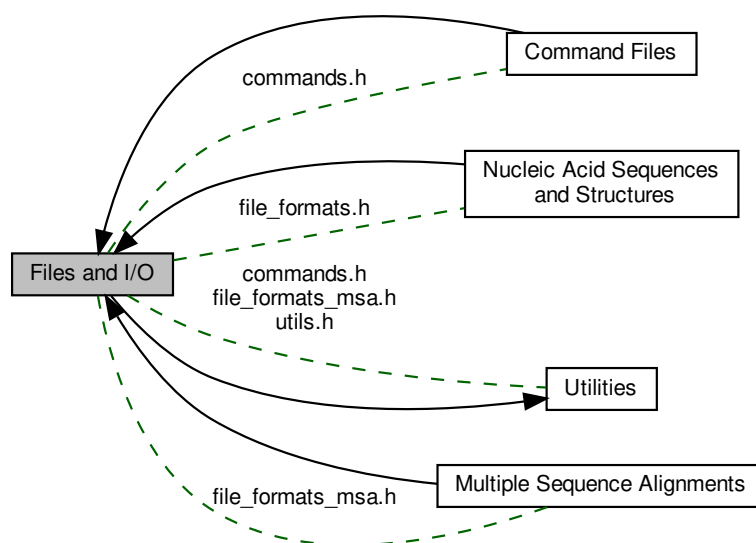 Command Files
commands.h
Nucleic Acid Sequences
and Structures
file_formats.h
Files and I/O
commands.h
file_formats_msa.h
utils.h
Utilities
Multiple Sequence Alignments
file_formats_msa.h